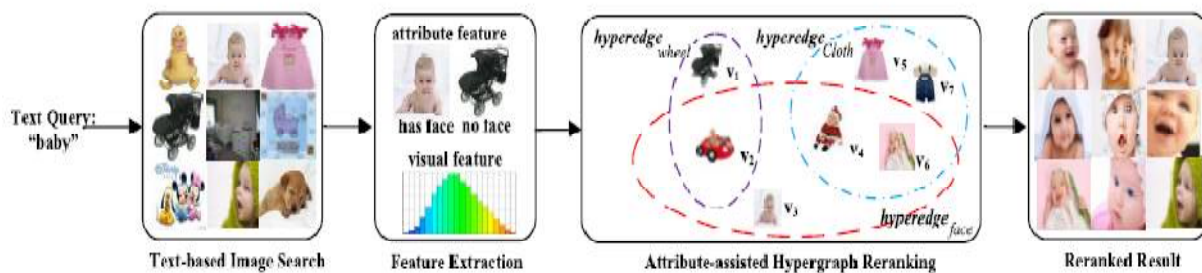 Text Query:
"baby"
Text-based Image Search
attribute feature
has face no face
visual feature
Feature Extraction
hyperedge wheel
hyperedge Cloth
v1
v2
v3
v4
v5
v6
v7
hyperedge face
Attribute-assisted Hypergraph Reranking
Reranked Result